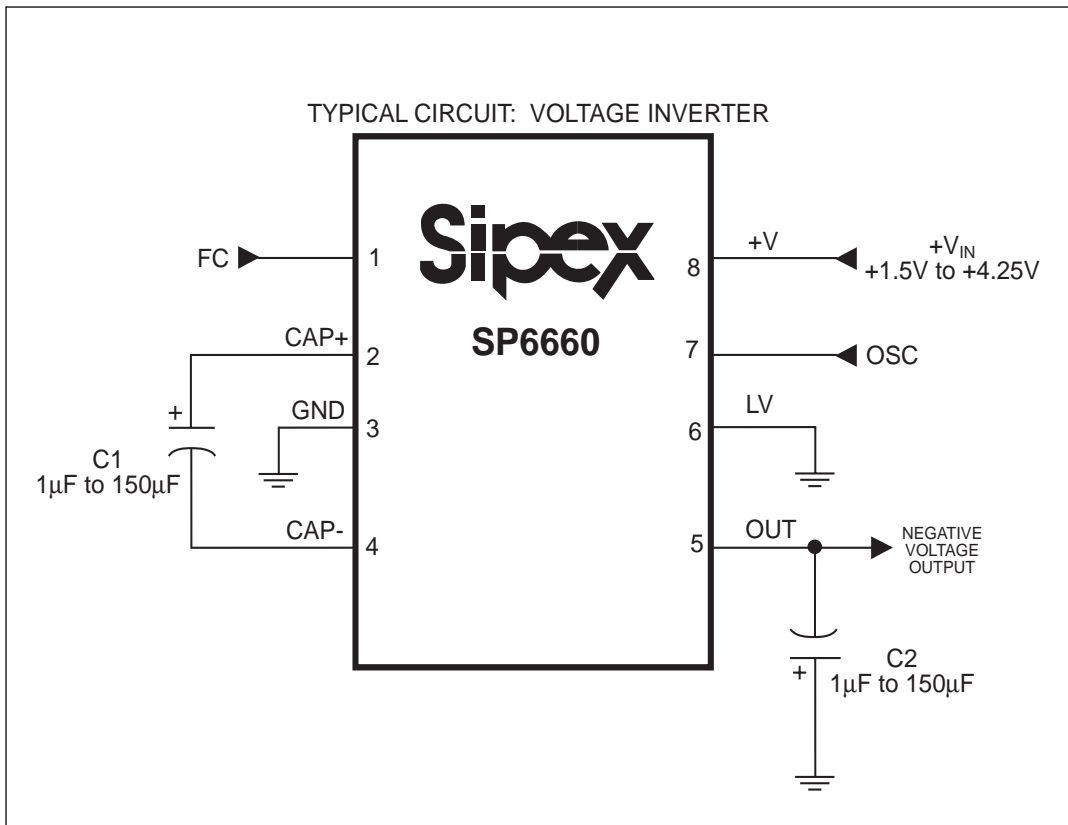 TYPICAL CIRCUIT: VOLTAGE INVERTER
Sipex
SP6660
FC
1
CAP+
2
GND
3
CAP-
4
+
C1
1μF to 150μF
8
+V
+VIN
+1.5V to +4.25V
7
OSC
6
LV
5
OUT
NEGATIVE
VOLTAGE
OUTPUT
+
C2
1μF to 150μF